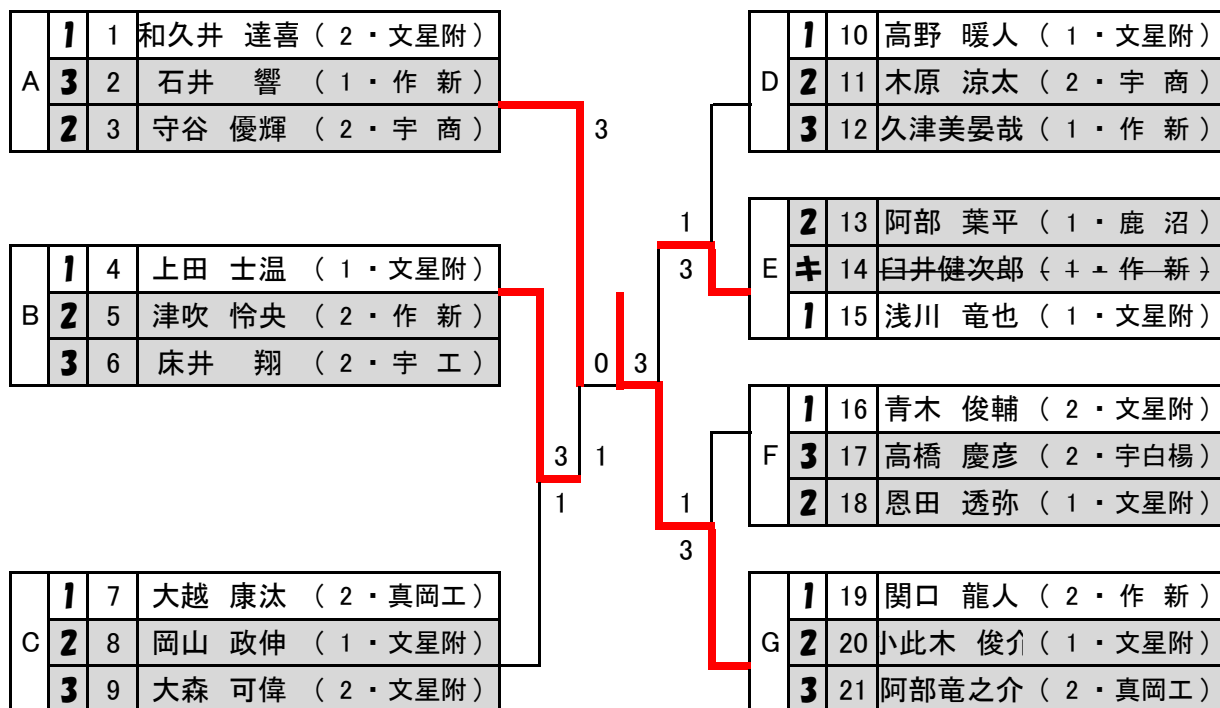 A
1 1 和久井 達喜 ( 2 ・ 文星附 )
3 2 石井 響 ( 1 ・ 作 新 )
2 3 守谷 優輝 ( 2 ・ 宇 商 )
3
B
1 4 上田 士温 ( 1 ・ 文星附 )
2 5 津吹 怜央 ( 2 ・ 作 新 )
3 6 床井 翔 ( 2 ・ 宇 工 )
0 3
3 1
1
C
1 7 大越 康汰 ( 2 ・ 真岡工 )
2 8 岡山 政伸 ( 1 ・ 文星附 )
3 9 大森 可偉 ( 2 ・ 文星附 )
D
1 10 高野 暖人 ( 1 ・ 文星附 )
2 11 木原 涼太 ( 2 ・ 宇 商 )
3 12 久津美晏哉 ( 1 ・ 作 新 )
1
3
E
2 13 阿部 葉平 ( 1 ・ 鹿 沼 )
キ 14 臼井健次郎 ( 1 ・ 作 新 )
1 15 浅川 竜也 ( 1 ・ 文星附 )
F
1 16 青木 俊輔 ( 2 ・ 文星附 )
3 17 高橋 慶彦 ( 2 ・ 宇白楊 )
2 18 恩田 透弥 ( 1 ・ 文星附 )
1
3
G
1 19 関口 龍人 ( 2 ・ 作 新 )
2 20 小此木 俊介 ( 1 ・ 文星附 )
3 21 阿部竜之介 ( 2 ・ 真岡工 )